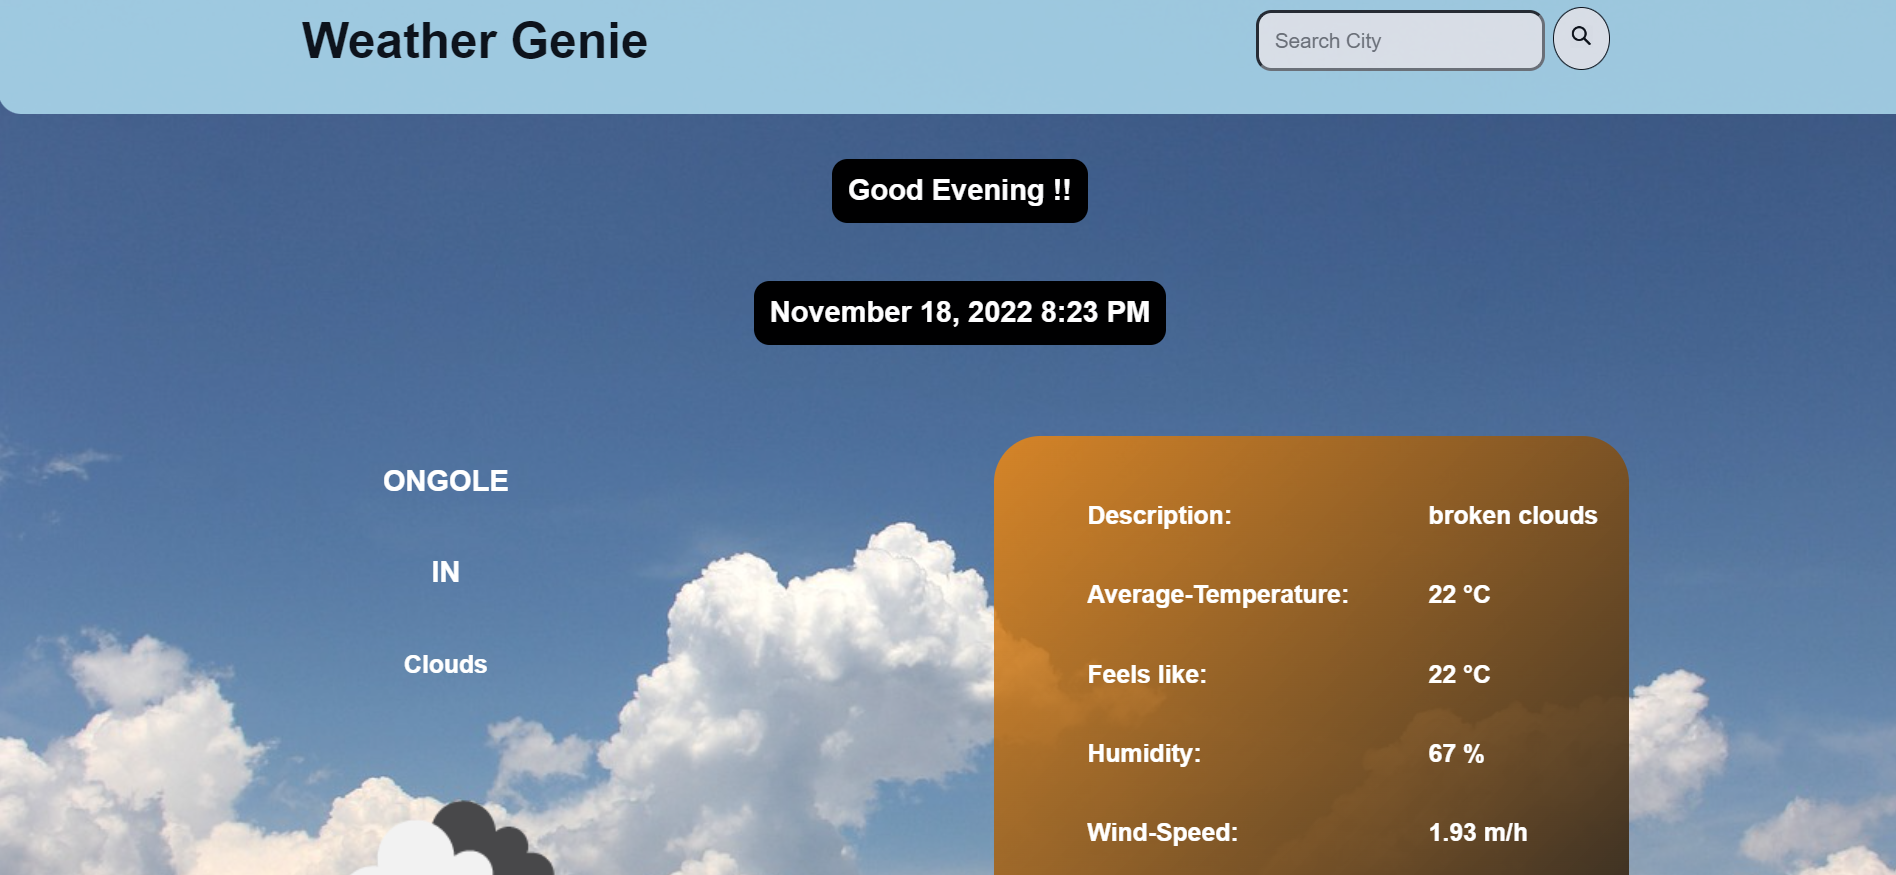 Weather Genie
Search City
Good Evening !!
November 18, 2022 8:23 PM
ONGOLE
IN
Clouds
Description: broken clouds
Average-Temperature: 22 °C
Feels like: 22 °C
Humidity: 67 %
Wind-Speed: 1.93 m/h